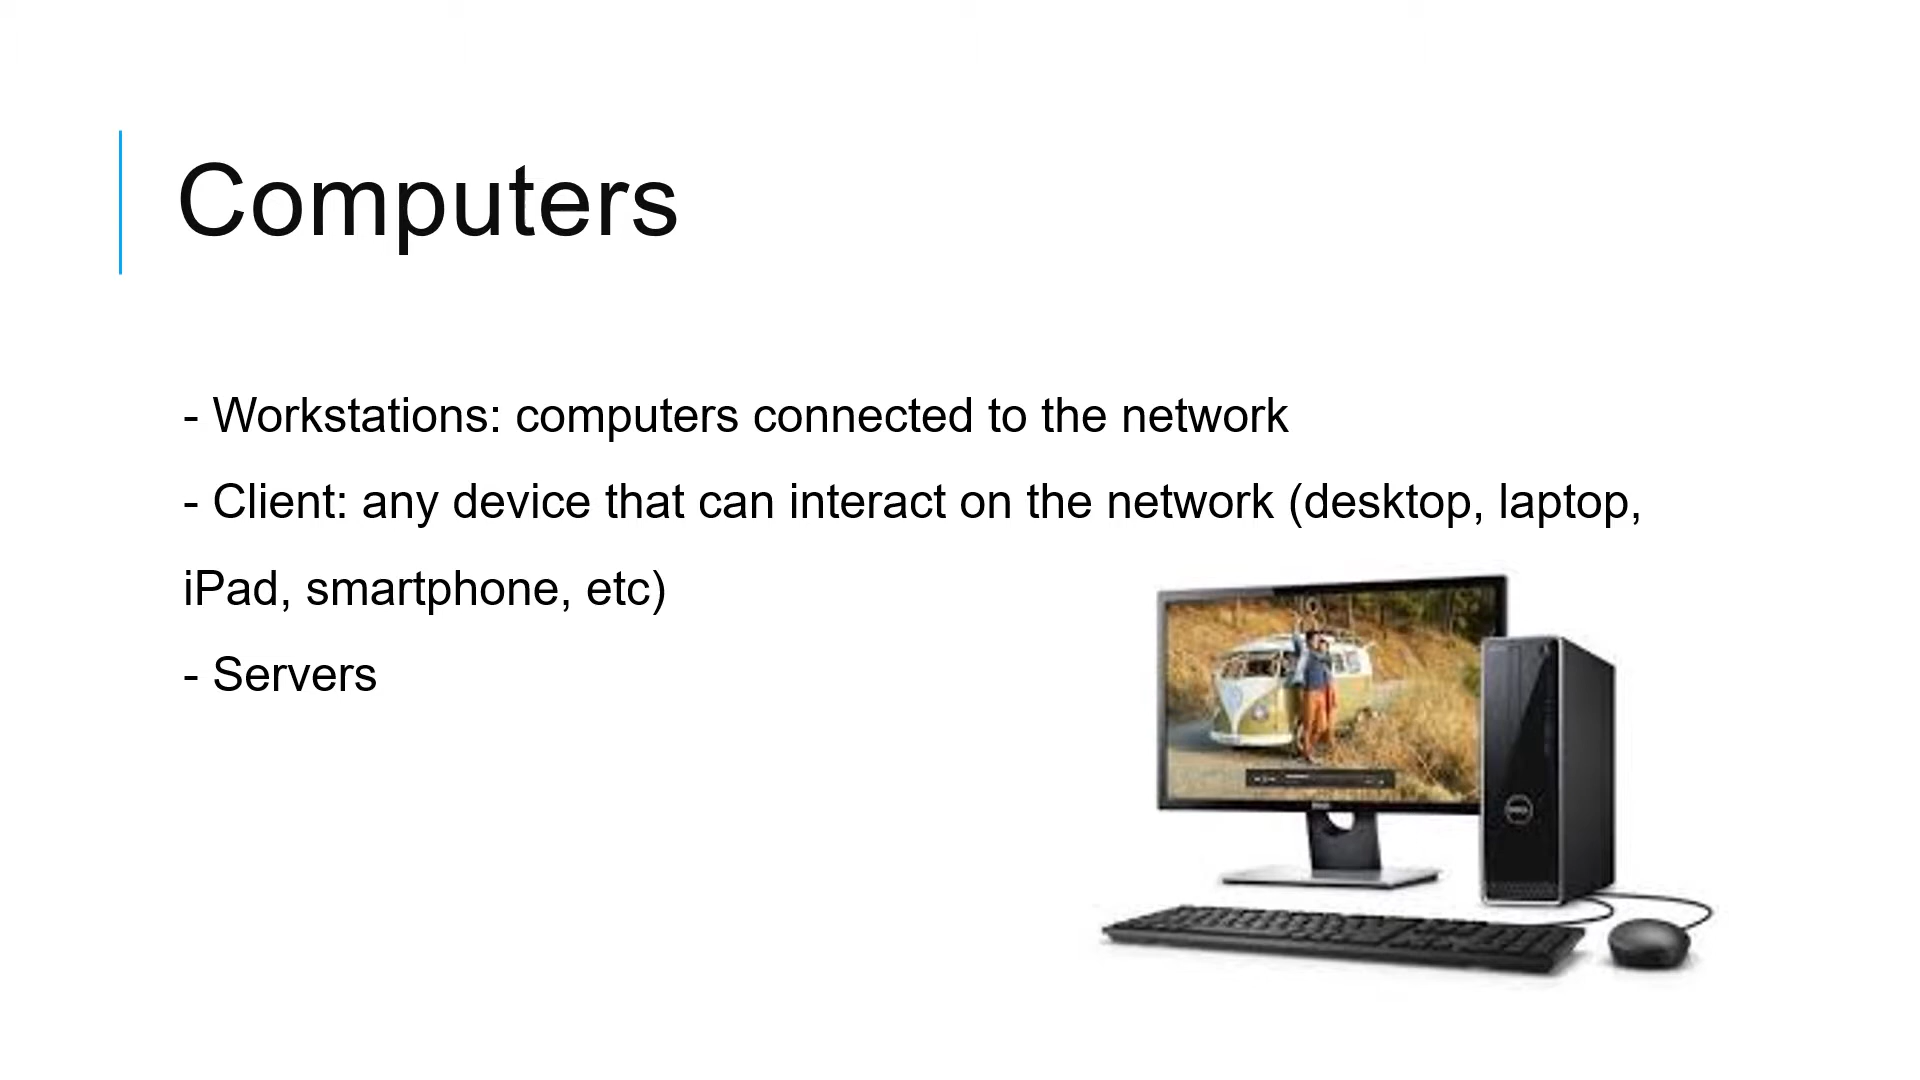 Computers
- Workstations: computers connected to the network
- Client: any device that can interact on the network (desktop, laptop,
iPad, smartphone, etc)
- Servers
DELL